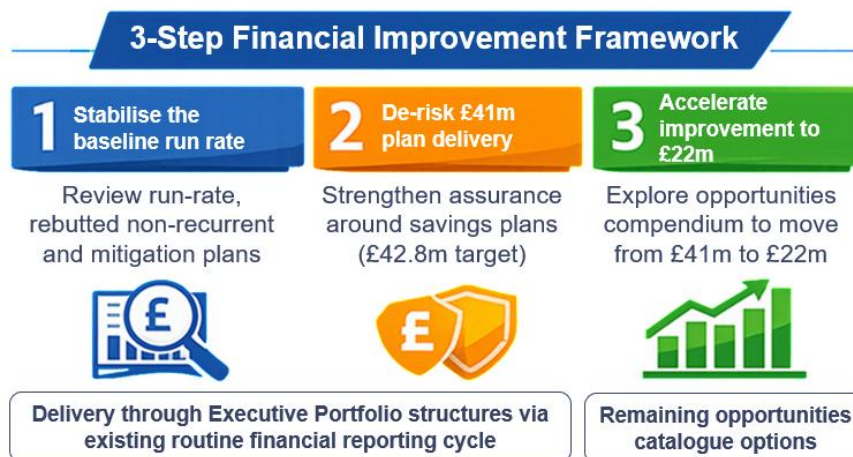 3-Step Financial Improvement Framework
1
Stabilise the
baseline run rate
2
De-risk £41m
plan delivery
3
Accelerate
improvement to
£22m
Review run-rate,
rebutted non-recurrent
and mitigation plans
Strengthen assurance
around savings plans
(£42.8m target)
Explore opportunities
compendium to move
from £41m to £22m
£
£
Delivery through Executive Portfolio structures via
existing routine financial reporting cycle
Remaining opportunities
catalogue options